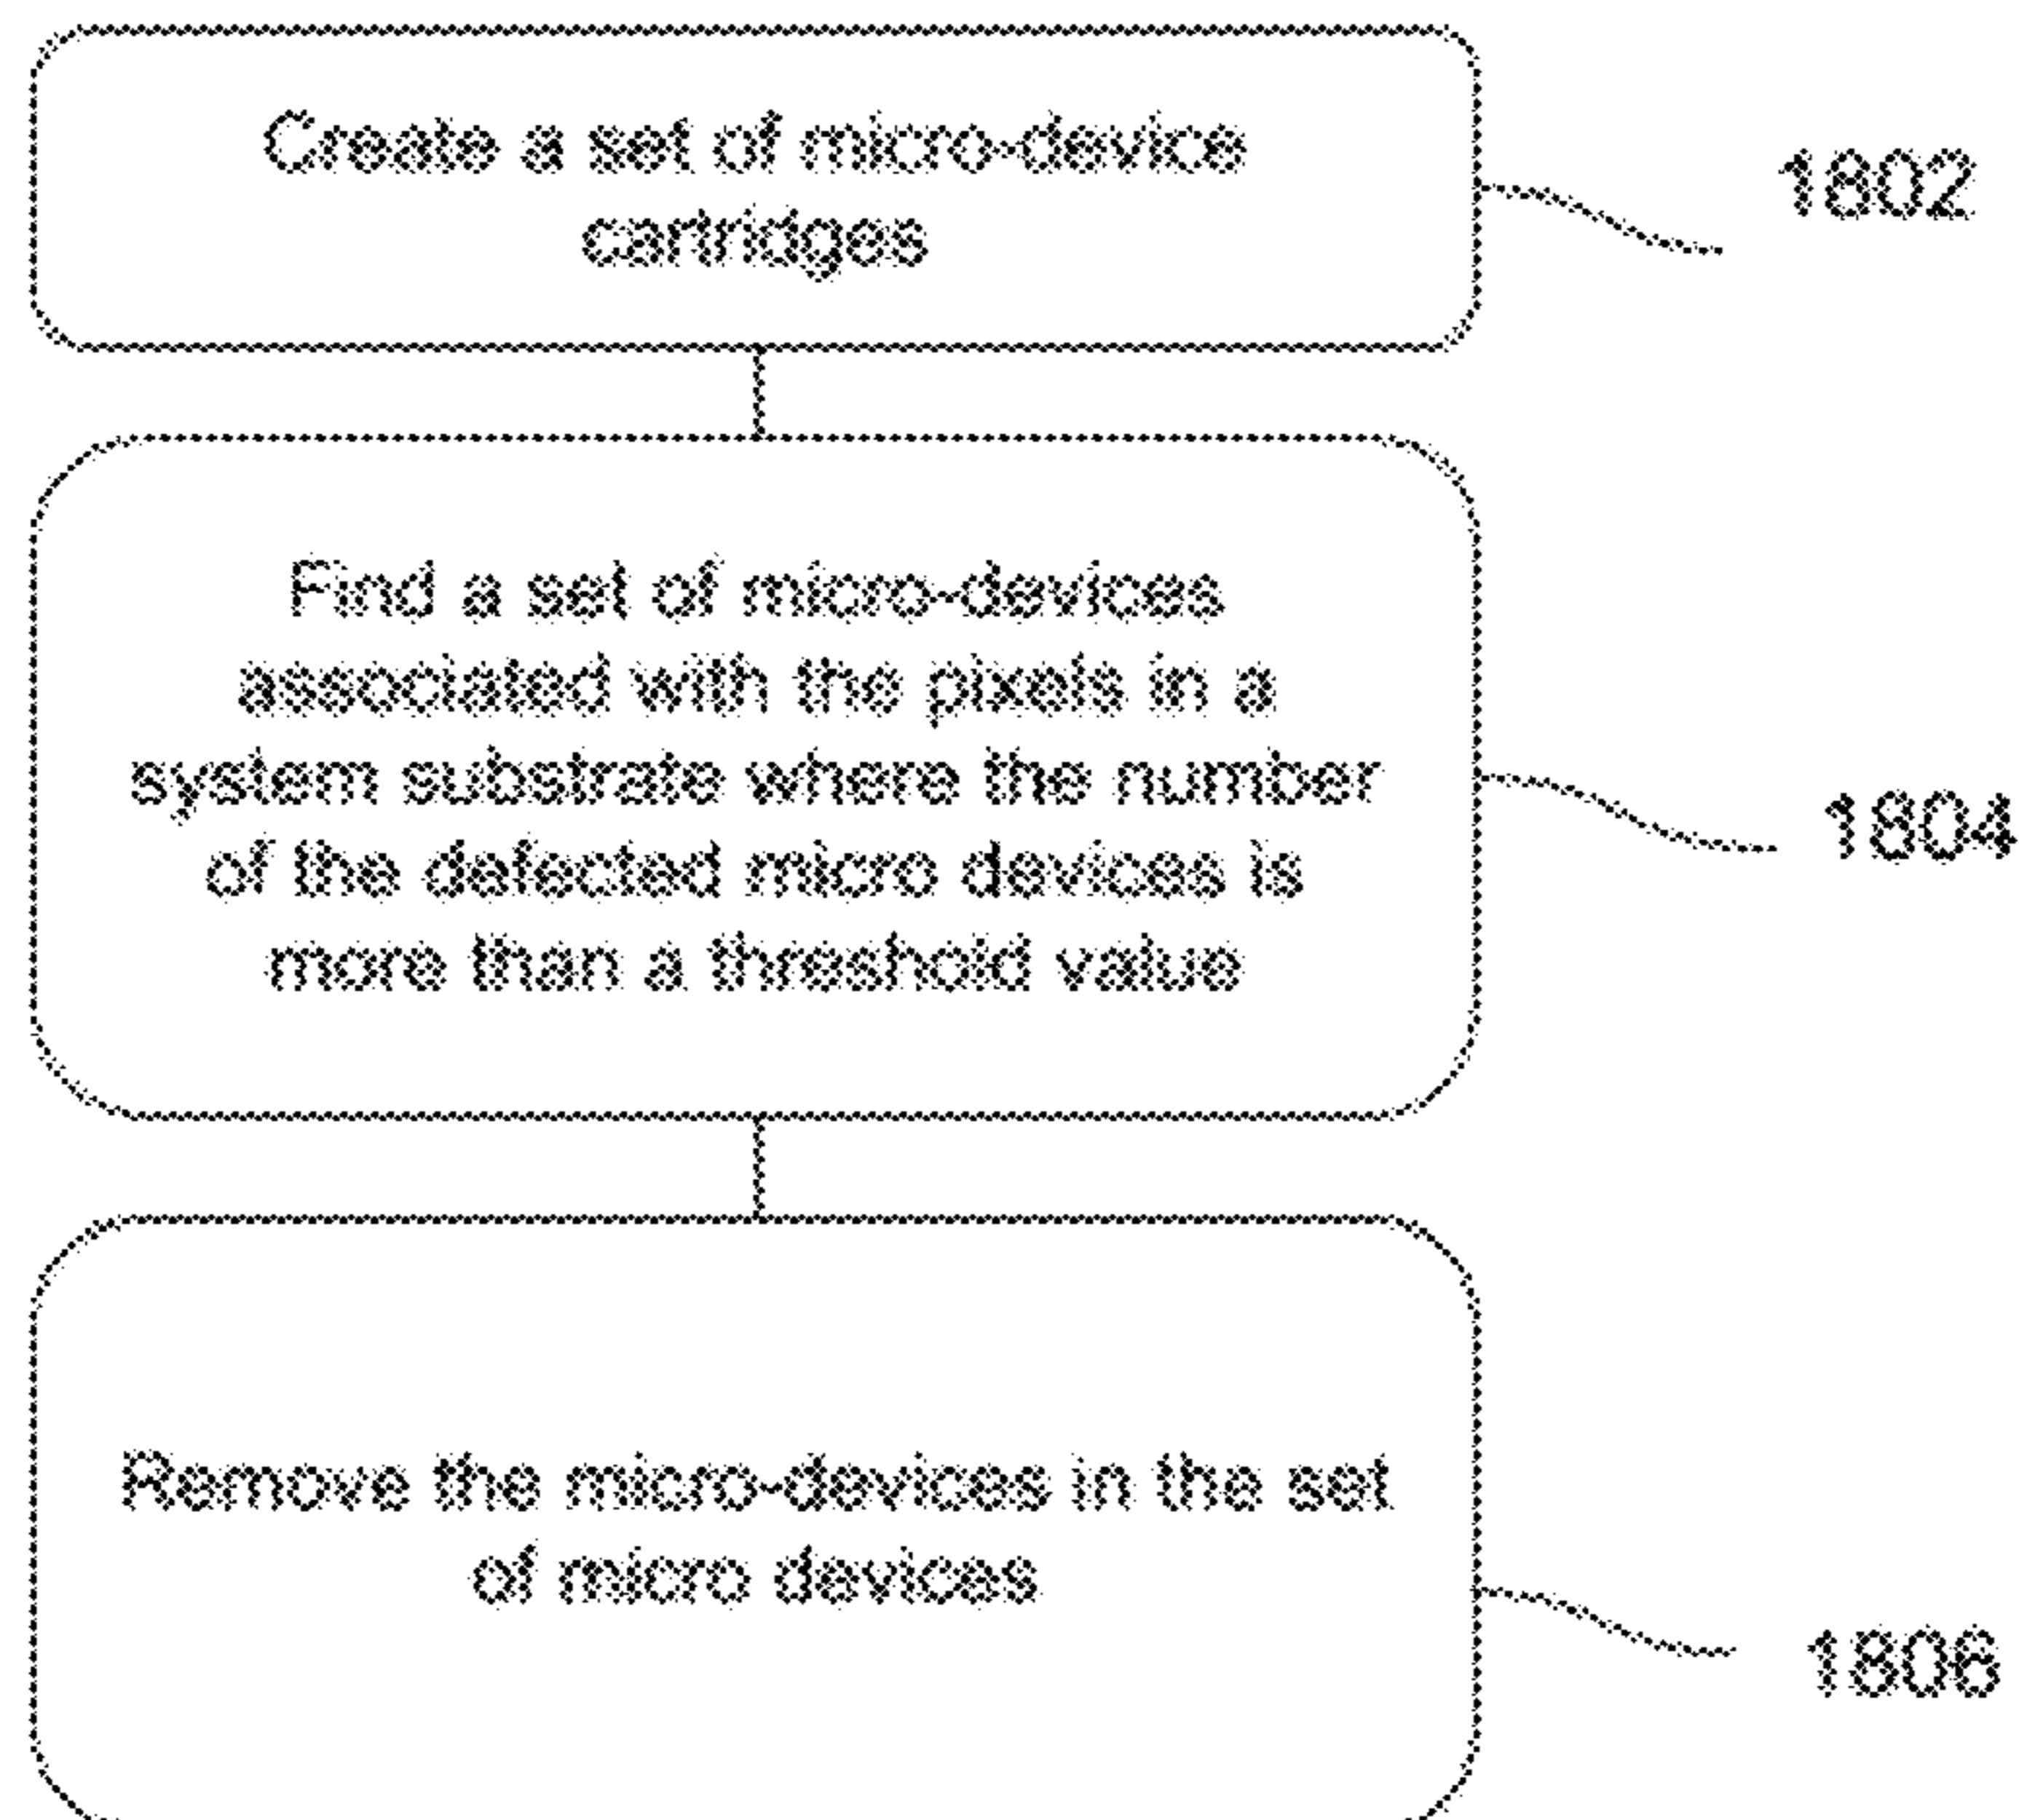 Create a set of micro-device
cartridges
1802
Find a set of micro-devices
associated with the pixels in a
system substrate where the number
of the defected micro devices is
more than a threshold value
1804
Remove the micro-devices in the set
of micro devices
1806